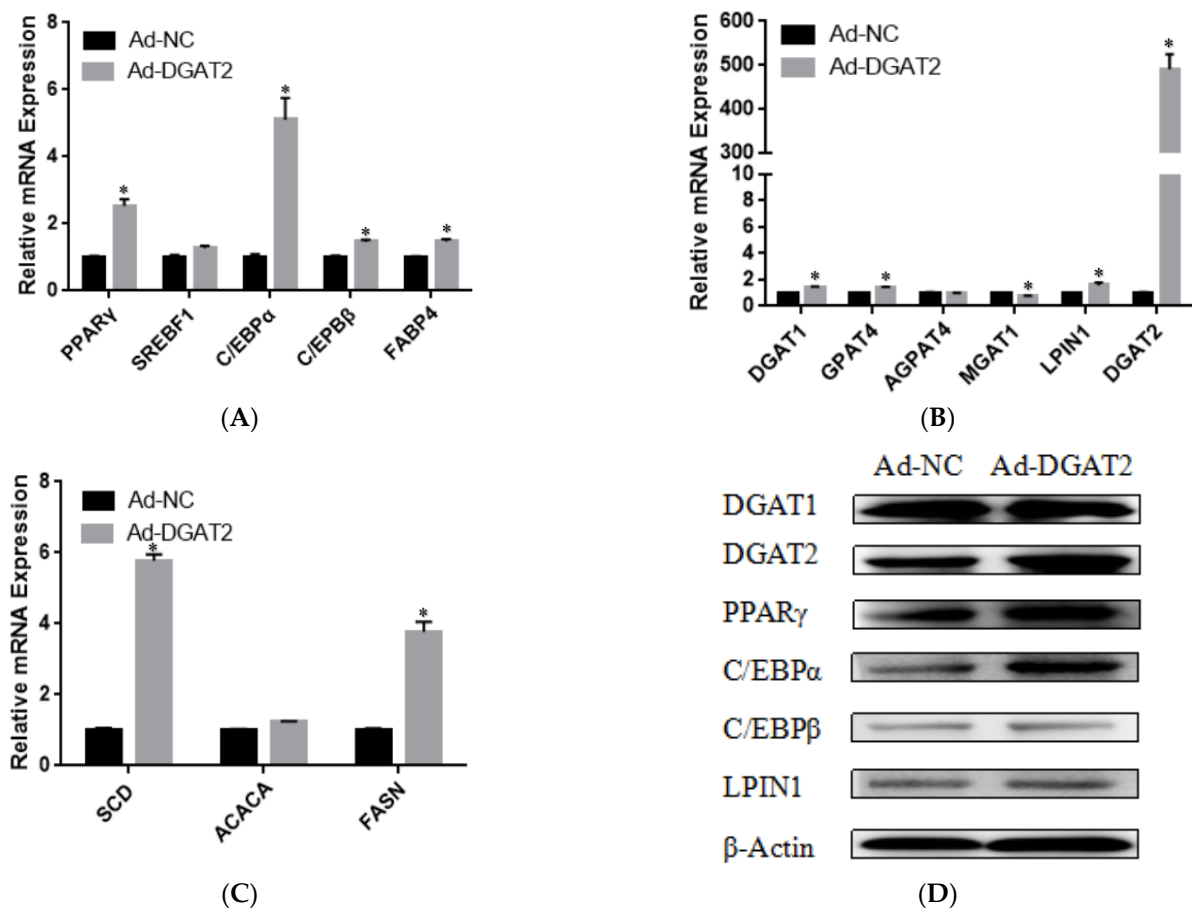 Relative mRNA Expression
8
6
4
2
0
Ad-NC
Ad-DGAT2
*
*
*
*
PPARγ
SREBF1
C/EBPα
C/EPBβ
FABP4
(A)
Relative mRNA Expression
600
500
400
300
10
8
6
4
2
0
Ad-NC
Ad-DGAT2
*
*
*
*
*
DGAT1
GPAT4
AGPAT4
MGAT1
LPIN1
DGAT2
(B)
Relative mRNA Expression
8
6
4
2
0
Ad-NC
Ad-DGAT2
*
*
SCD
ACACA
FASN
(C)
Ad-NC Ad-DGAT2
DGAT1
DGAT2
PPARγ
C/EBPα
C/EBPβ
LPIN1
β-Actin
(D)